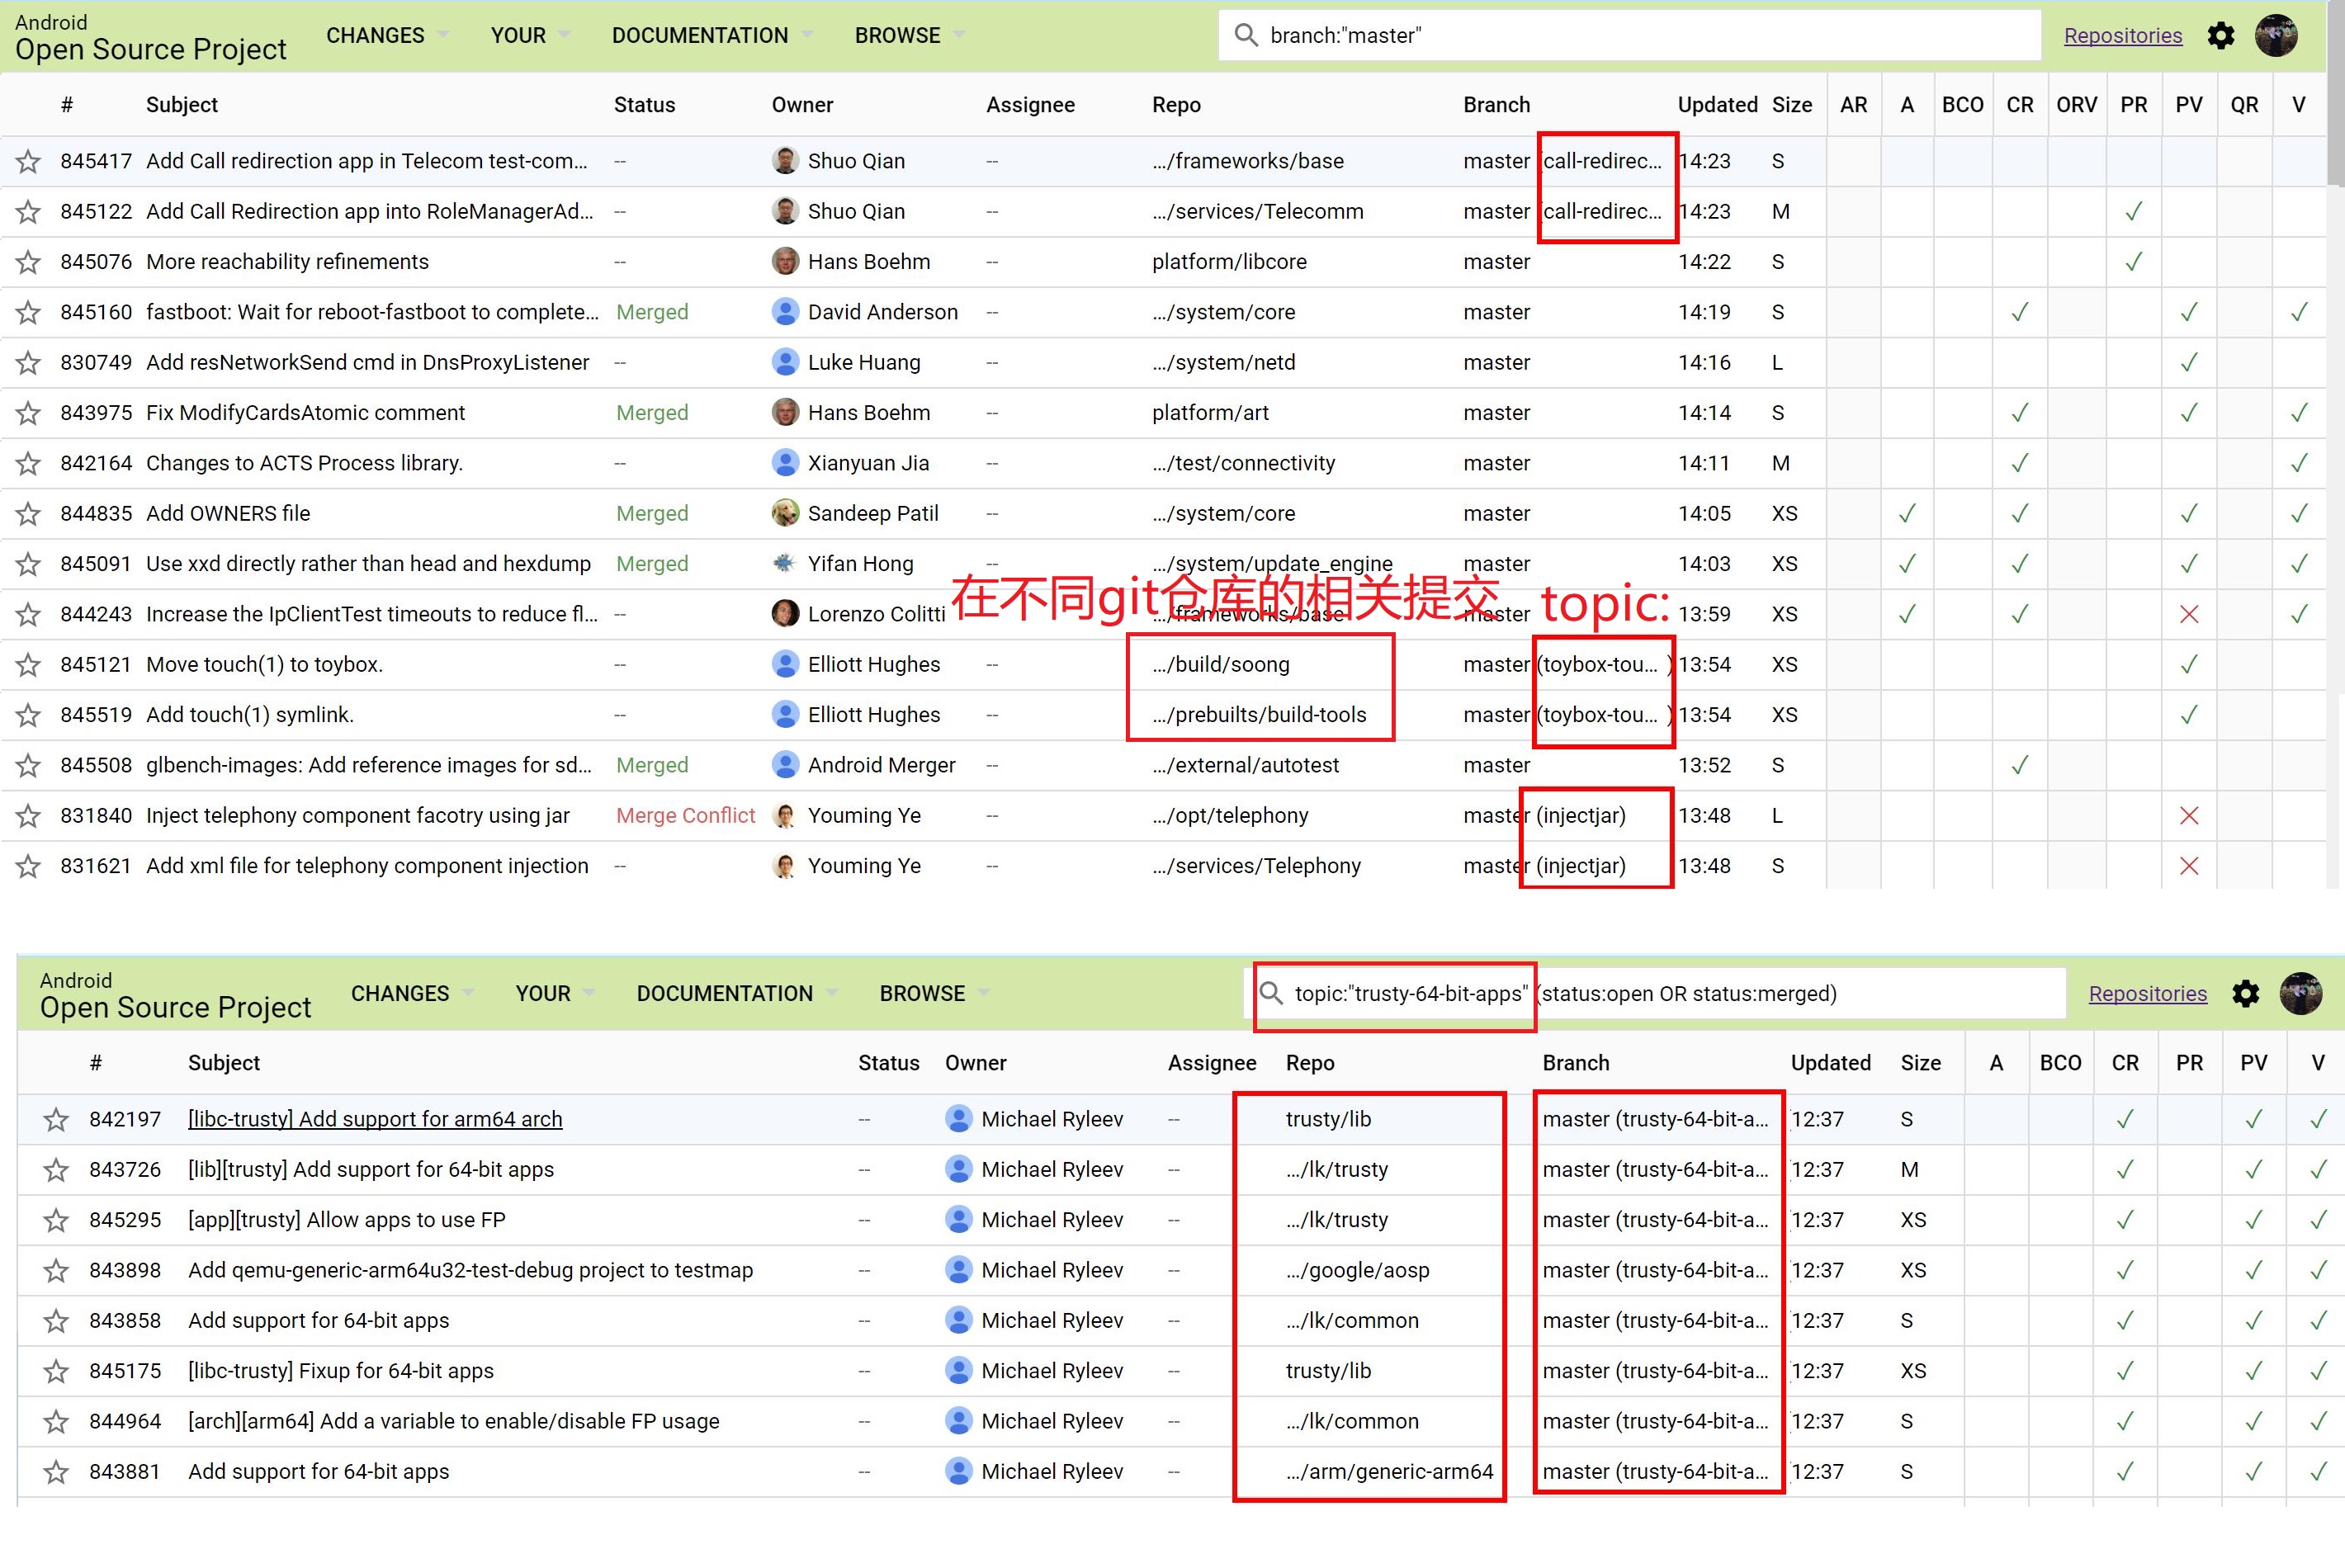 Android
Open Source Project CHANGES YOUR DOCUMENTATION BROWSE branch:"master" Repositories
# Subject Status Owner Assignee Repo Branch Updated Size AR A BCO CR ORV PR PV QR V
845417 Add Call redirection app in Telecom test-com... -- Shuo Qian -- .../frameworks/base master (call-redirec... 14:23 S
845122 Add Call Redirection app into RoleManagerAd... -- Shuo Qian -- .../services/Telecomm master (call-redirec... 14:23 M ✓
845076 More reachability refinements -- Hans Boehm -- platform/libcore master 14:22 S ✓
845160 fastboot: Wait for reboot-fastboot to complete... Merged David Anderson -- .../system/core master 14:19 S ✓ ✓ ✓
830749 Add resNetworkSend cmd in DnsProxyListener -- Luke Huang -- .../system/netd master 14:16 L ✓
843975 Fix ModifyCardsAtomic comment Merged Hans Boehm -- platform/art master 14:14 S ✓ ✓ ✓
842164 Changes to ACTS Process library. -- Xianyuan Jia -- .../test/connectivity master 14:11 M ✓ ✓
844835 Add OWNERS file Merged Sandeep Patil -- .../system/core master 14:05 XS ✓ ✓ ✓ ✓
845091 Use xxd directly rather than head and hexdump Merged Yifan Hong -- .../system/update_engine master 14:03 XS ✓ ✓ ✓ ✓
在不同git仓库的相关提交 topic:
844243 Increase the IpClientTest timeouts to reduce fl... -- Lorenzo Colitti .../frameworks/base master 13:59 XS ✓ ✓ ✕ ✓
845121 Move touch(1) to toybox. -- Elliott Hughes -- .../build/soong master (toybox-tou... ) 13:54 XS ✓
845519 Add touch(1) symlink. -- Elliott Hughes -- .../prebuilts/build-tools master (toybox-tou... ) 13:54 XS ✓
845508 glbench-images: Add reference images for sd... Merged Android Merger -- .../external/autotest master 13:52 S ✓
831840 Inject telephony component facotry using jar Merge Conflict Youming Ye -- .../opt/telephony master (injectjar) 13:48 L ✕
831621 Add xml file for telephony component injection -- Youming Ye -- .../services/Telephony master (injectjar) 13:48 S ✕
Android
Open Source Project CHANGES YOUR DOCUMENTATION BROWSE topic:"trusty-64-bit-apps" (status:open OR status:merged) Repositories
# Subject Status Owner Assignee Repo Branch Updated Size A BCO CR PR PV V
842197 [libc-trusty] Add support for arm64 arch -- Michael Ryleev -- trusty/lib master (trusty-64-bit-a... 12:37 S ✓ ✓ ✓
843726 [lib][trusty] Add support for 64-bit apps -- Michael Ryleev -- .../lk/trusty master (trusty-64-bit-a... 12:37 M ✓ ✓ ✓
845295 [app][trusty] Allow apps to use FP -- Michael Ryleev -- .../lk/trusty master (trusty-64-bit-a... 12:37 XS ✓ ✓ ✓
843898 Add qemu-generic-arm64u32-test-debug project to testmap -- Michael Ryleev -- .../google/aosp master (trusty-64-bit-a... 12:37 XS ✓ ✓ ✓
843858 Add support for 64-bit apps -- Michael Ryleev -- .../lk/common master (trusty-64-bit-a... 12:37 S ✓ ✓ ✓
845175 [libc-trusty] Fixup for 64-bit apps -- Michael Ryleev -- trusty/lib master (trusty-64-bit-a... 12:37 XS ✓ ✓ ✓
844964 [arch][arm64] Add a variable to enable/disable FP usage -- Michael Ryleev -- .../lk/common master (trusty-64-bit-a... 12:37 S ✓ ✓ ✓
843881 Add support for 64-bit apps -- Michael Ryleev -- .../arm/generic-arm64 master (trusty-64-bit-a... 12:37 S ✓ ✓ ✓